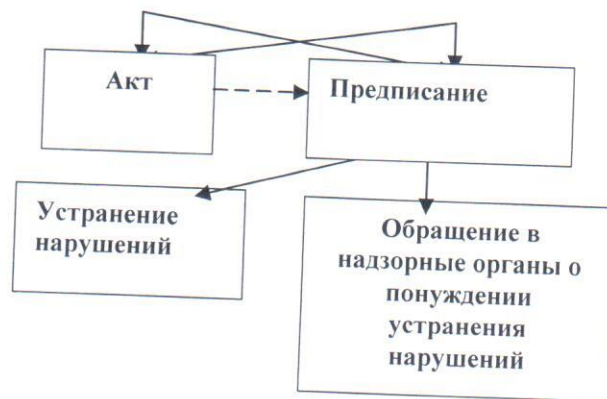 Акт
Предписание
Устранение
нарушений
Обращение в
надзорные органы о
понуждении
устранения
нарушений